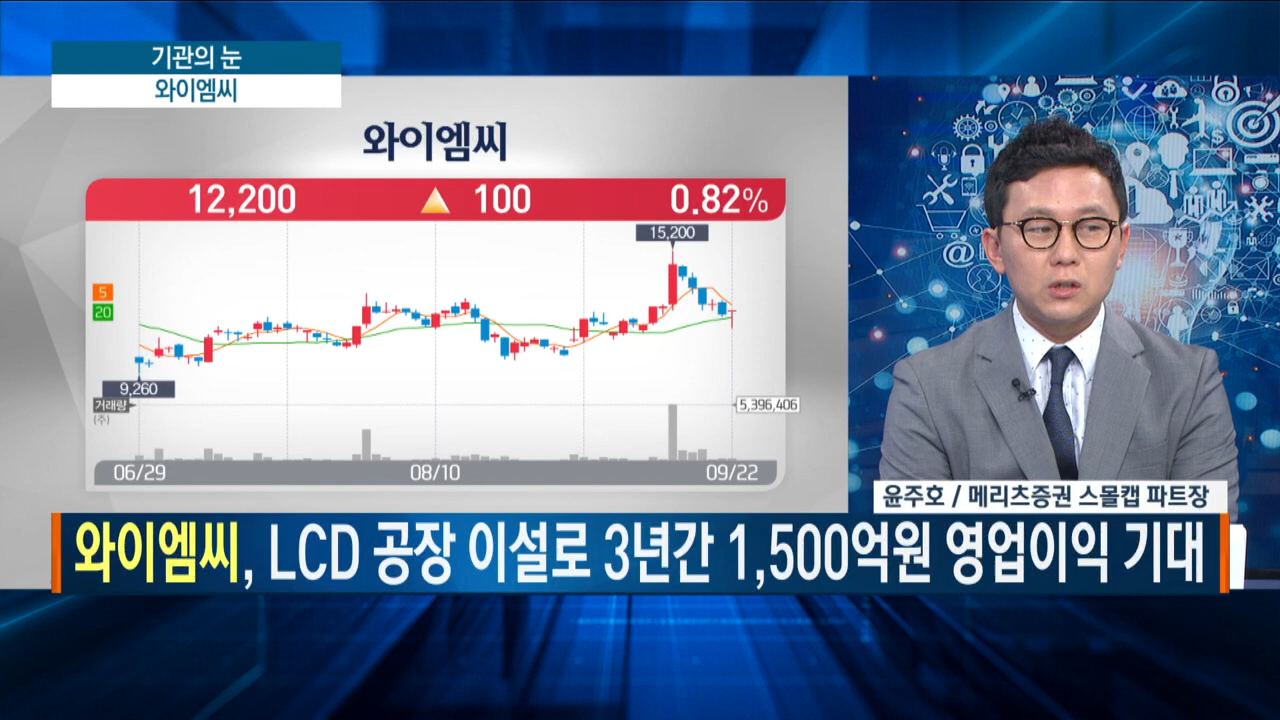 기관의 눈
와이엠씨
와이엠씨
12,200 ▲ 100 0.82%
15,200
5
20
9,260
거래량
(주)
5,396,406
06/29 08/10 09/22
윤주호 / 메리츠증권 스몰캡 파트장
와이엠씨, LCD 공장 이설로 3년간 1,500억원 영업이익 기대